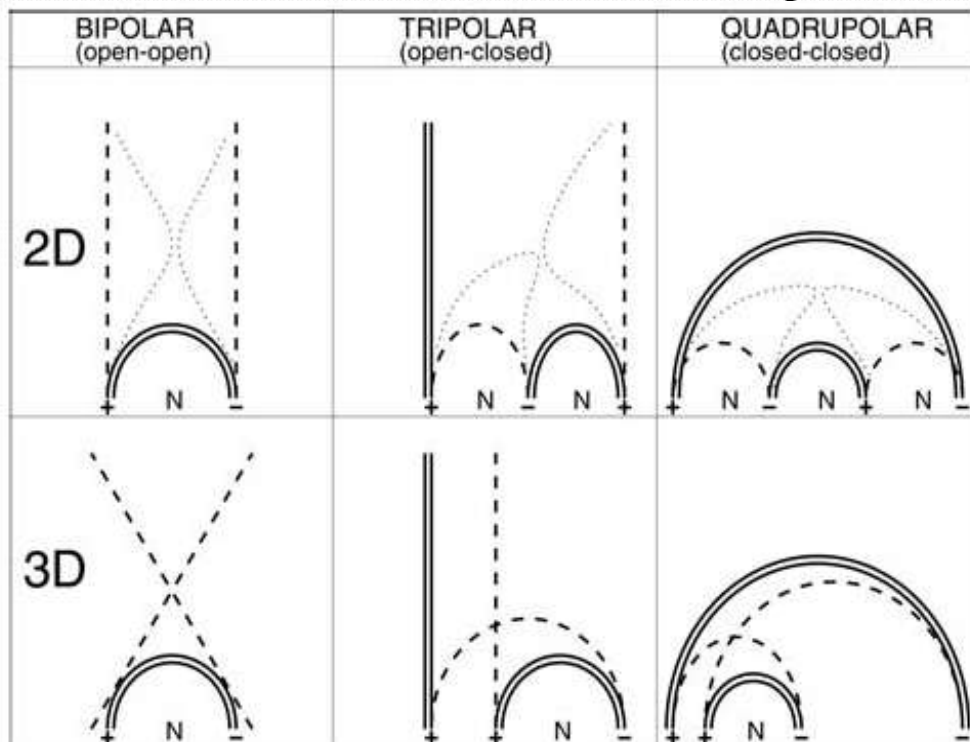 BIPOLAR
(open-open)
TRIPOLAR
(open-closed)
QUADRUPOLAR
(closed-closed)
2D
+ N -
+ N - N +
+ N - N + N -
3D
+ N -
+ + N -
+ + N - -